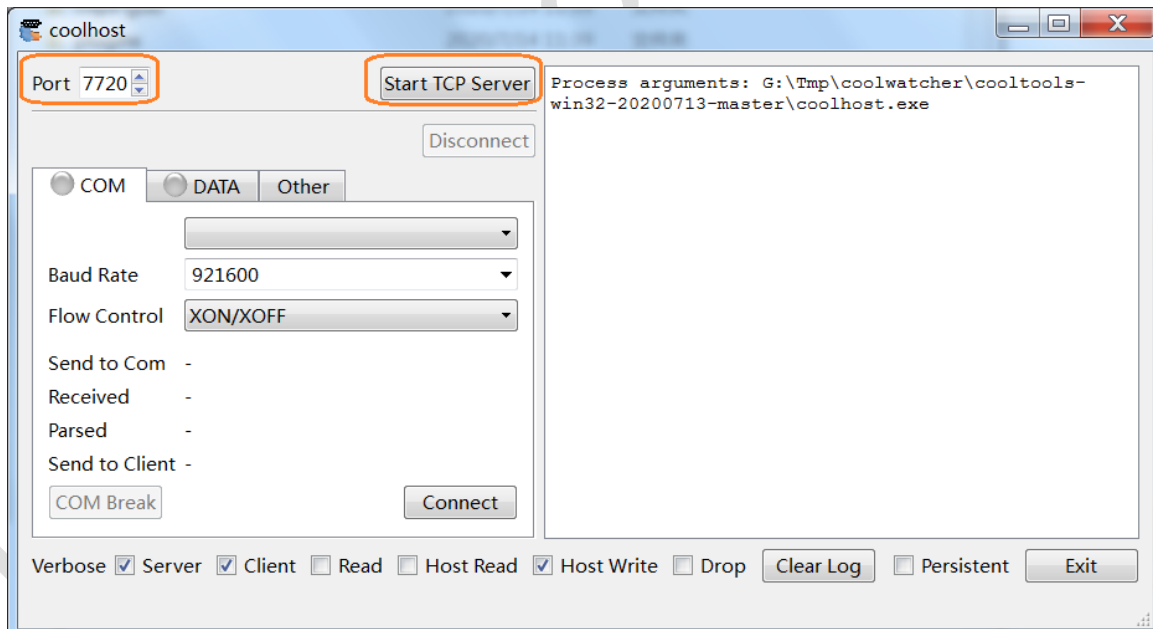 coolhost
Port 7720 Start TCP Server
Disconnect
COM DATA Other
Baud Rate 921600
Flow Control XON/XOFF
Send to Com -
Received -
Parsed -
Send to Client -
COM Break Connect
Process arguments: G:\Tmp\coolwatcher\cooltools-
win32-20200713-master\coolhost.exe
Verbose Server Client Read Host Read Host Write Drop Clear Log Persistent Exit